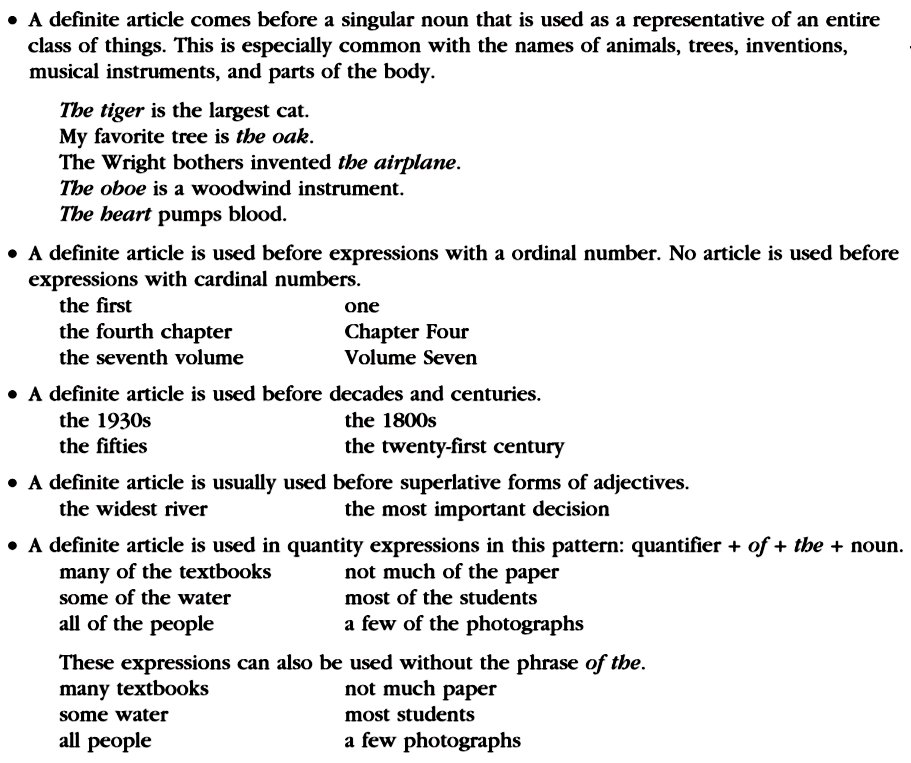 • A definite article comes before a singular noun that is used as a representative of an entire
class of things. This is especially common with the names of animals, trees, inventions,
musical instruments, and parts of the body.
The tiger is the largest cat.
My favorite tree is the oak.
The Wright bothers invented the airplane.
The oboe is a woodwind instrument.
The heart pumps blood.
• A definite article is used before expressions with a ordinal number. No article is used before
expressions with cardinal numbers.
the first one
the fourth chapter Chapter Four
the seventh volume Volume Seven
• A definite article is used before decades and centuries.
the 1930s the 1800s
the fifties the twenty-first century
• A definite article is usually used before superlative forms of adjectives.
the widest river the most important decision
• A definite article is used in quantity expressions in this pattern: quantifier + of + the + noun.
many of the textbooks not much of the paper
some of the water most of the students
all of the people a few of the photographs
These expressions can also be used without the phrase of the.
many textbooks not much paper
some water most students
all people a few photographs